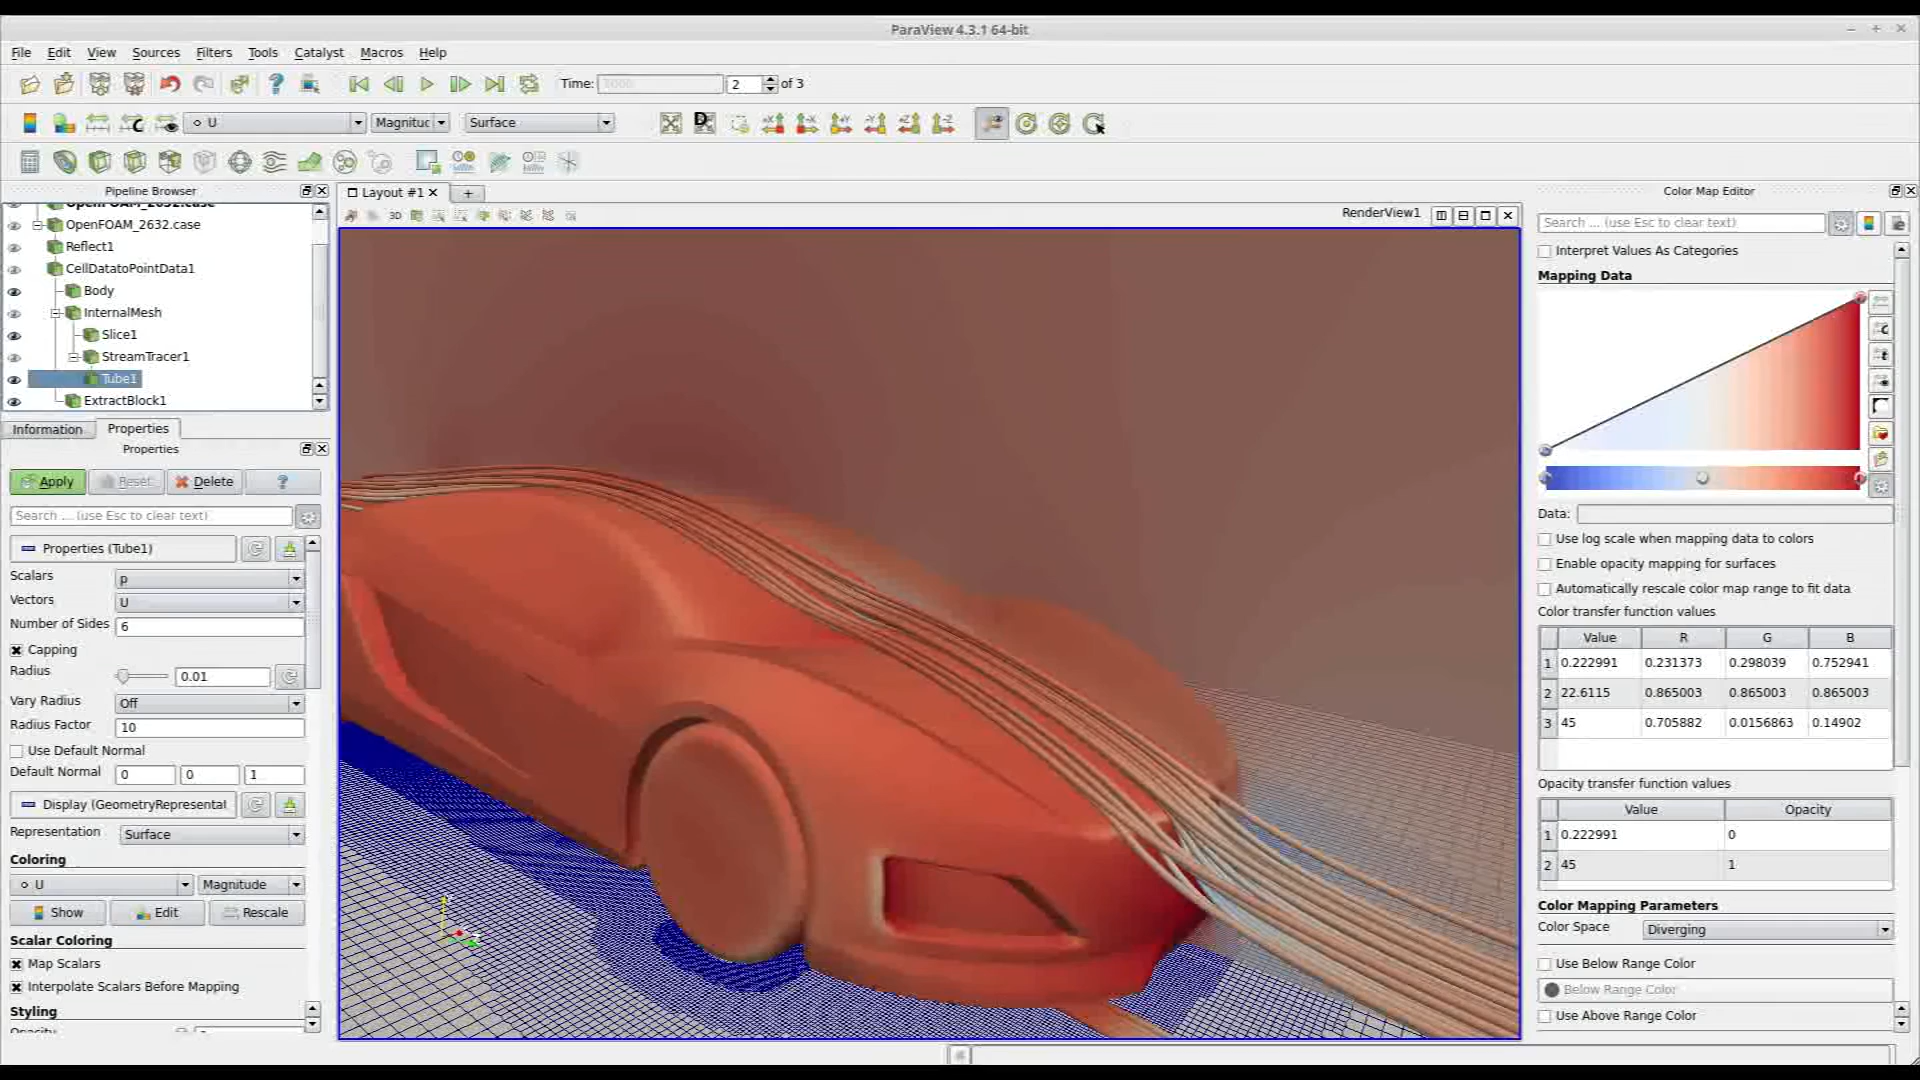 ParaView 4.3.1 64-bit
File Edit View Sources Filters Tools Catalyst Macros Help
Time: 2 of 3
U Magnituc Surface
Pipeline Browser
Layout #1
OpenFOAM_2632.case
OpenFOAM_2632.case
Reflect1
CellDatatoPointData1
Body
InternalMesh
Slice1
StreamTracer1
Tube1
ExtractBlock1
3D
RenderView1
Information Properties
Properties
Apply Reset Delete ?
Search ... (use Esc to clear text)
Properties (Tube1)
Scalars p
Vectors U
Number of Sides 6
Capping
Radius 0.01
Vary Radius Off
Radius Factor 10
Use Default Normal
Default Normal 0 0 1
Display (GeometryRepresentat
Representation Surface
Coloring
U Magnitude
Show Edit Rescale
Scalar Coloring
Map Scalars
Interpolate Scalars Before Mapping
Styling
Opacity
Color Map Editor
Search ... (use Esc to clear text)
Interpret Values As Categories
Mapping Data
Data:
Use log scale when mapping data to colors
Enable opacity mapping for surfaces
Automatically rescale color map range to fit data
Color transfer function values
Value R G B
1 0.222991 0.231373 0.298039 0.752941
2 22.6115 0.865003 0.865003 0.865003
3 45 0.705882 0.0156863 0.14902
Opacity transfer function values
Value Opacity
1 0.222991 0
2 45 1
Color Mapping Parameters
Color Space Diverging
Use Below Range Color
Below Range Color
Use Above Range Color